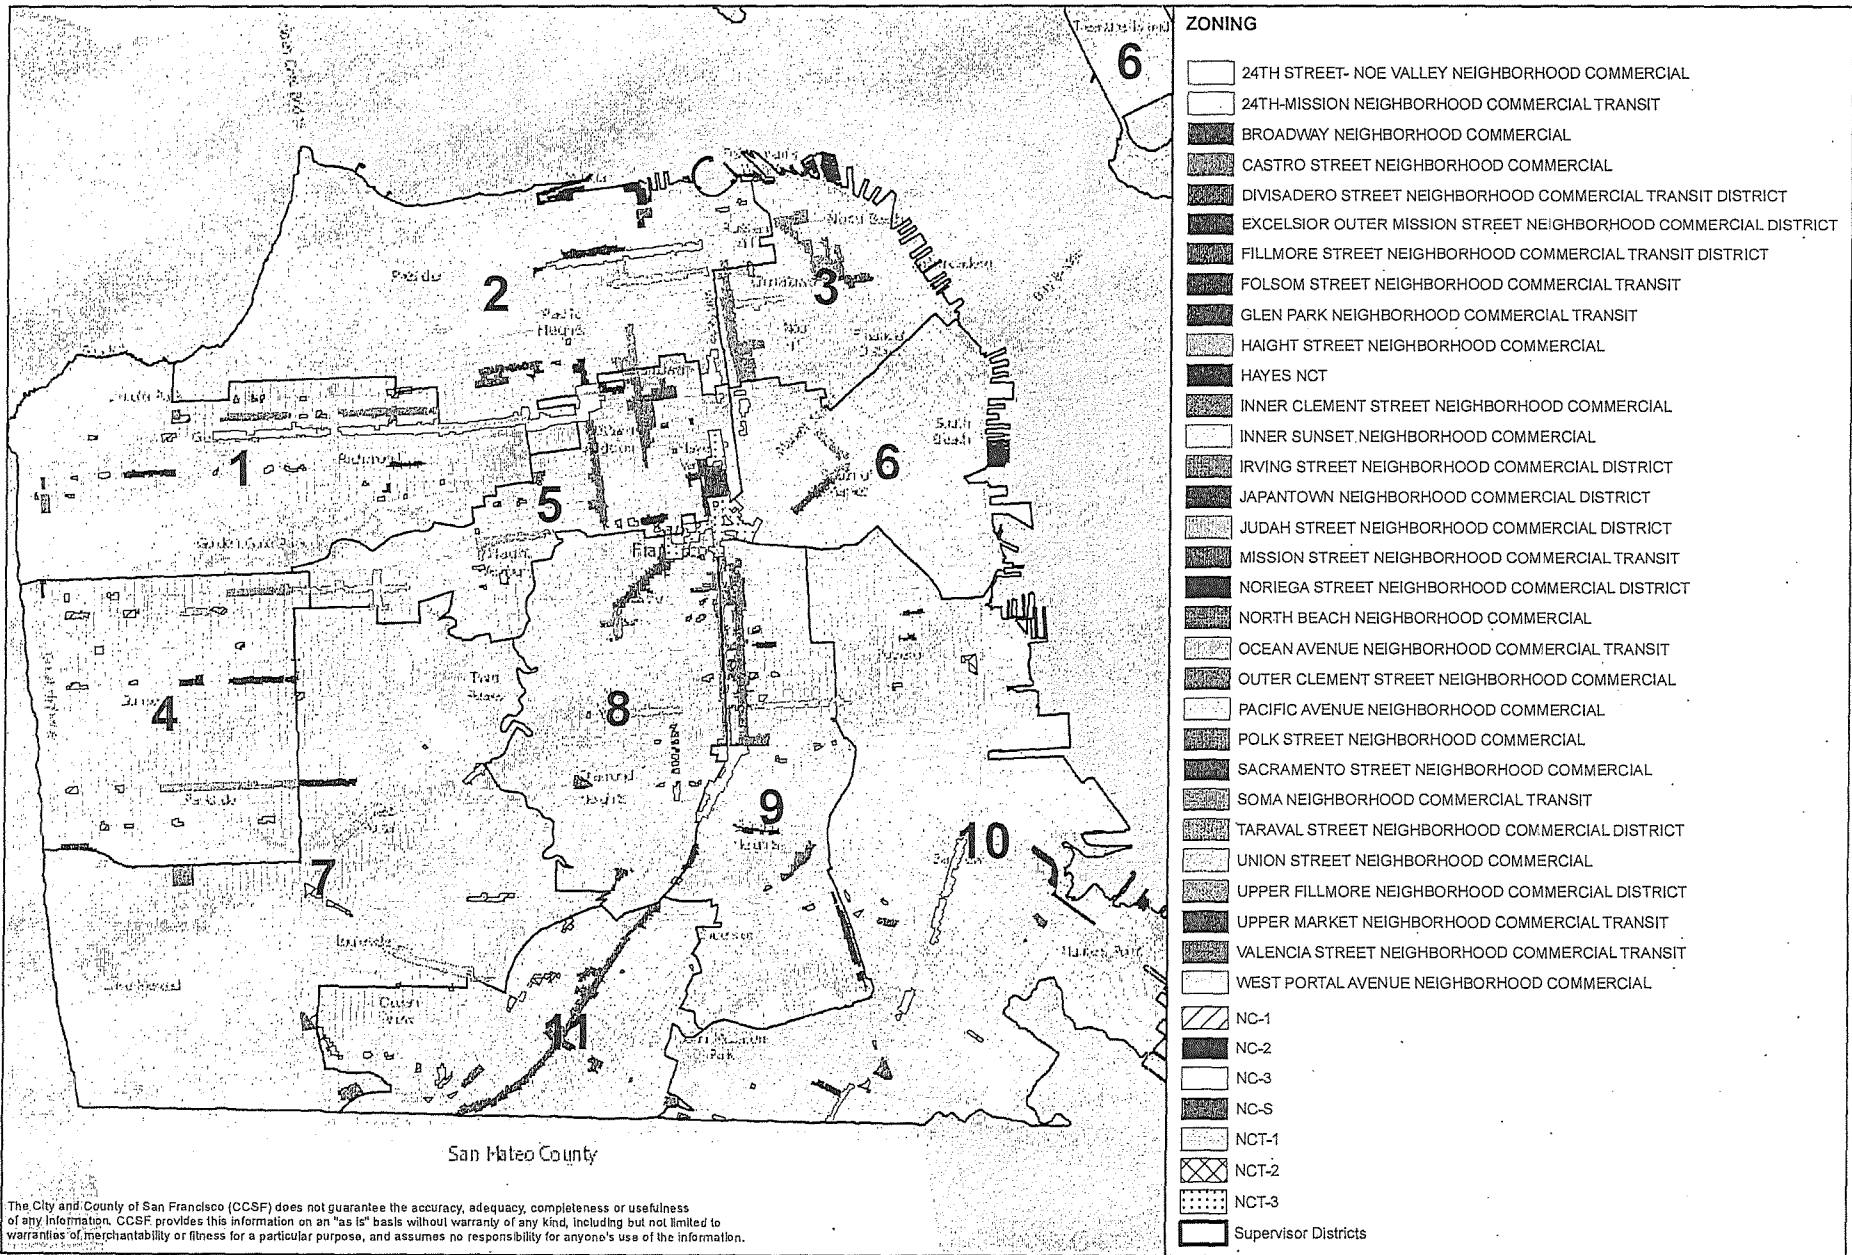 ZONING
24TH STREET- NOE VALLEY NEIGHBORHOOD COMMERCIAL
24TH-MISSION NEIGHBORHOOD COMMERCIAL TRANSIT
BROADWAY NEIGHBORHOOD COMMERCIAL
CASTRO STREET NEIGHBORHOOD COMMERCIAL
DIVISADERO STREET NEIGHBORHOOD COMMERCIAL TRANSIT DISTRICT
EXCELSIOR OUTER MISSION STREET NEIGHBORHOOD COMMERCIAL DISTRICT
FILLMORE STREET NEIGHBORHOOD COMMERCIAL TRANSIT DISTRICT
FOLSOM STREET NEIGHBORHOOD COMMERCIAL TRANSIT
GLEN PARK NEIGHBORHOOD COMMERCIAL TRANSIT
HAIGHT STREET NEIGHBORHOOD COMMERCIAL
HAYES NCT
INNER CLEMENT STREET NEIGHBORHOOD COMMERCIAL
INNER SUNSET NEIGHBORHOOD COMMERCIAL
IRVING STREET NEIGHBORHOOD COMMERCIAL DISTRICT
JAPANTOWN NEIGHBORHOOD COMMERCIAL DISTRICT
JUDAH STREET NEIGHBORHOOD COMMERCIAL DISTRICT
MISSION STREET NEIGHBORHOOD COMMERCIAL TRANSIT
NORIEGA STREET NEIGHBORHOOD COMMERCIAL DISTRICT
NORTH BEACH NEIGHBORHOOD COMMERCIAL
OCEAN AVENUE NEIGHBORHOOD COMMERCIAL TRANSIT
OUTER CLEMENT STREET NEIGHBORHOOD COMMERCIAL
PACIFIC AVENUE NEIGHBORHOOD COMMERCIAL
POLK STREET NEIGHBORHOOD COMMERCIAL
SACRAMENTO STREET NEIGHBORHOOD COMMERCIAL
SOMA NEIGHBORHOOD COMMERCIAL TRANSIT
TARAVAL STREET NEIGHBORHOOD COMMERCIAL DISTRICT
UNION STREET NEIGHBORHOOD COMMERCIAL
UPPER FILLMORE NEIGHBORHOOD COMMERCIAL DISTRICT
UPPER MARKET NEIGHBORHOOD COMMERCIAL TRANSIT
VALENCIA STREET NEIGHBORHOOD COMMERCIAL TRANSIT
WEST PORTAL AVENUE NEIGHBORHOOD COMMERCIAL
NC-1
NC-2
NC-3
NC-S
NCT-1
NCT-2
NCT-3
Supervisor Districts
6
2
3
1
5
6
4
8
9
10
7
11
San Mateo County
The City and County of San Francisco (CCSF) does not guarantee the accuracy, adequacy, completeness or usefulness
of any information. CCSF provides this information on an "as is" basis without warranty of any kind, including but not limited to
warranties of merchantability or fitness for a particular purpose, and assumes no responsibility for anyone's use of the information.